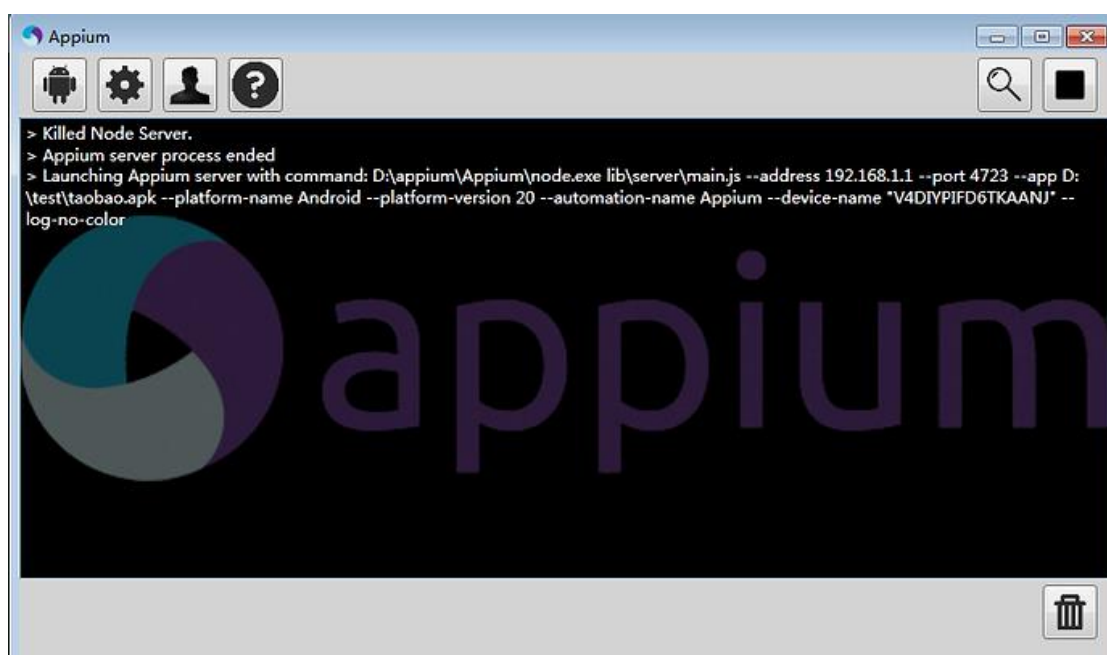 Appium
> Killed Node Server.
> Appium server process ended
> Launching Appium server with command: D:\appium\Appium\node.exe lib\server\main.js --address 192.168.1.1 --port 4723 --app D:
\test\taobao.apk --platform-name Android --platform-version 20 --automation-name Appium --device-name "V4DIYPIFD6TKAANJ" --
log-no-color
appium